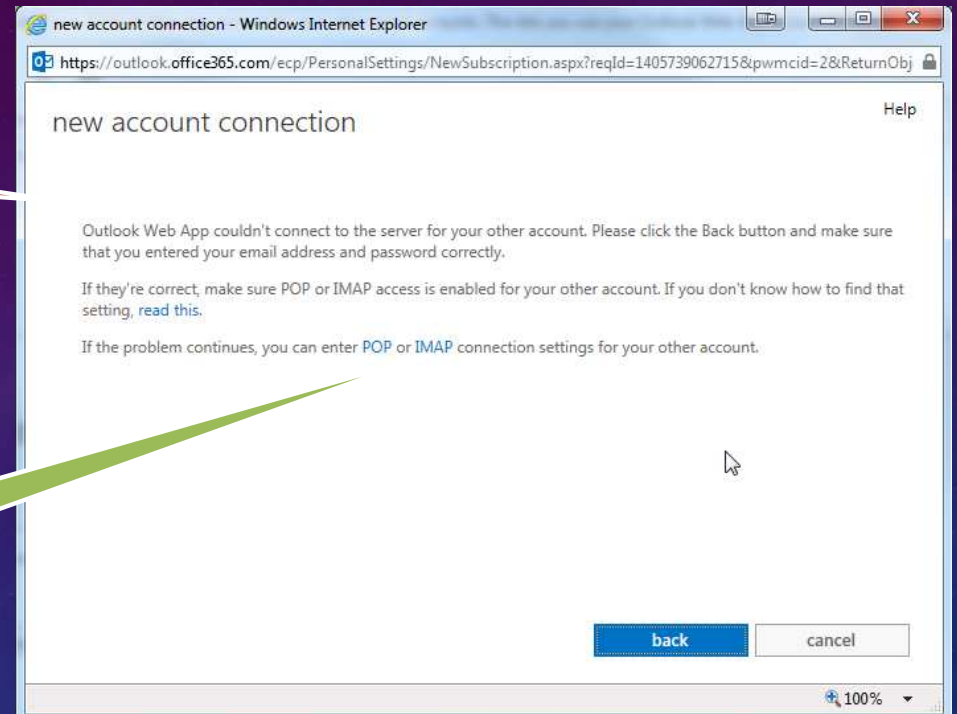 new account connection - Windows Internet Explorer
https://outlook.office365.com/ecp/PersonalSettings/NewSubscription.aspx?reqId=1405739062715&pwmcid=2&ReturnObj
Help
new account connection
Outlook Web App couldn't connect to the server for your other account. Please click the Back button and make sure
that you entered your email address and password correctly.
If they're correct, make sure POP or IMAP access is enabled for your other account. If you don't know how to find that
setting, read this.
If the problem continues, you can enter POP or IMAP connection settings for your other account.
back cancel
100%